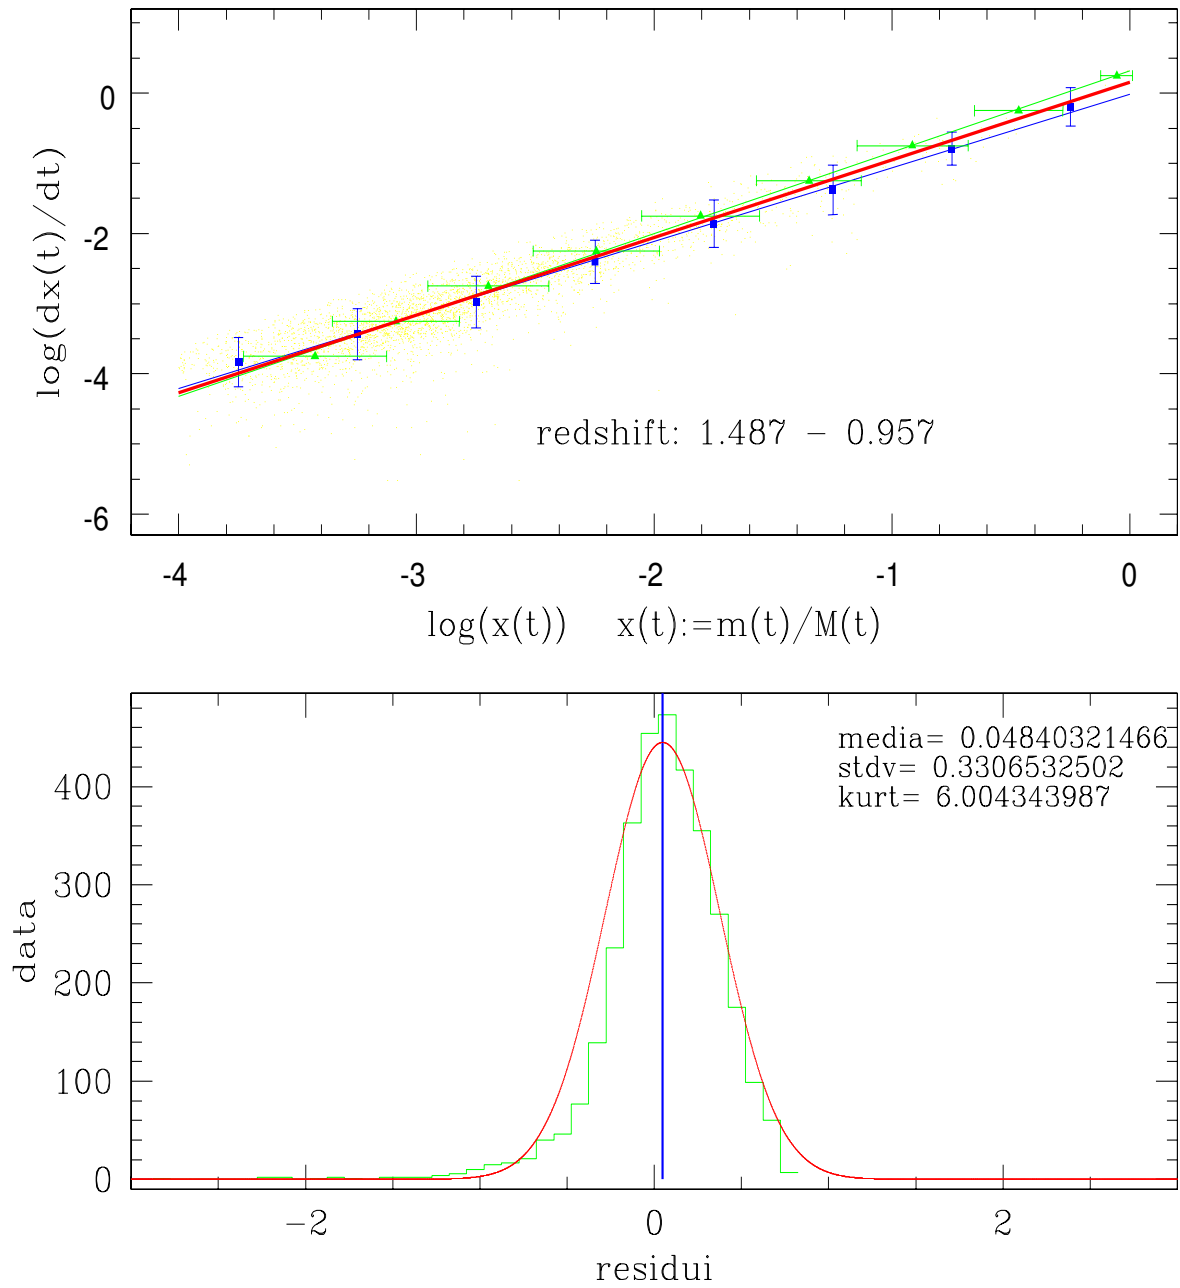 0
-2
-4
-6
log(dx(t)/dt)
redshift: 1.487 − 0.957
-4 -3 -2 -1 0
log(x(t)) x(t):=m(t)/M(t)
media= 0.04840321466
stdv= 0.3306532502
kurt= 6.004343987
400
300
200
100
0
data
−2 0 2
residui